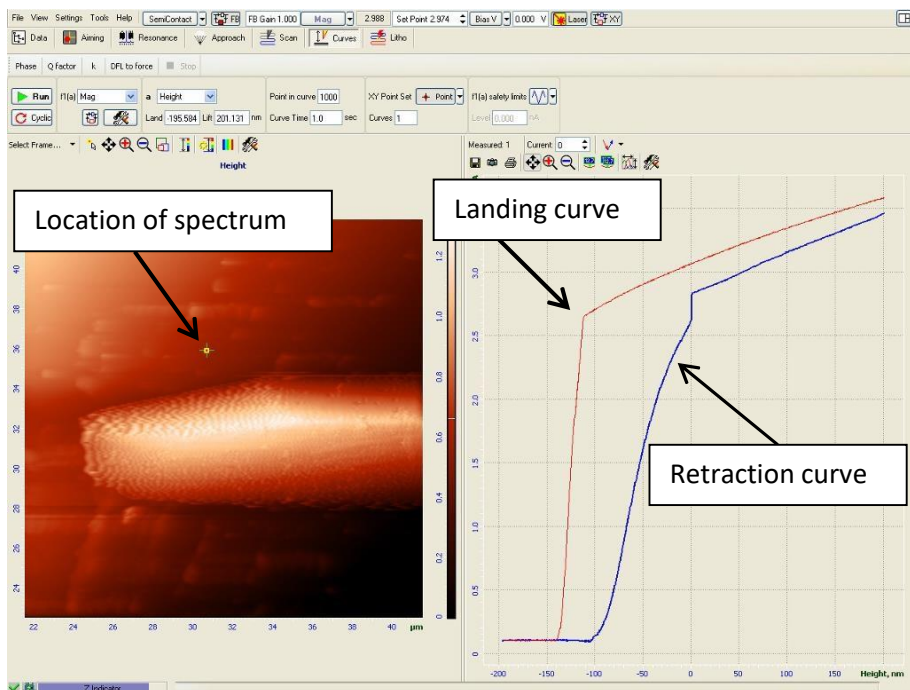 File View Settings Tools Help SemiContact FB FB Gain 1.000 Mag 2.988 Set Point 2.974 Bias V 0.000 V Laser XY
Data Aiming Resonance Approach Scan Curves Litho
Phase Q factor k DFL to force Stop
Run f1(a) Mag a Height Point in curve 1000 XY Point Set Point f1(a) safety limits
Cyclic Land -195.584 Lift 201.131 nm Curve Time 1.0 sec Curves 1 Level 0.000 nA
Select Frame... Measured: 1 Current: 0
Height
Location of spectrum
Landing curve
Retraction curve
40
38
36
34
32
30
28
26
24
22 24 26 28 30 32 34 36 38 40 µm
1.2
1.0
0.8
0.6
0.4
0.2
0
3.0
2.5
2.0
1.5
1.0
0.5
0
-200 -150 -100 -50 0 50 100 150 Height, nm
Z Indicator